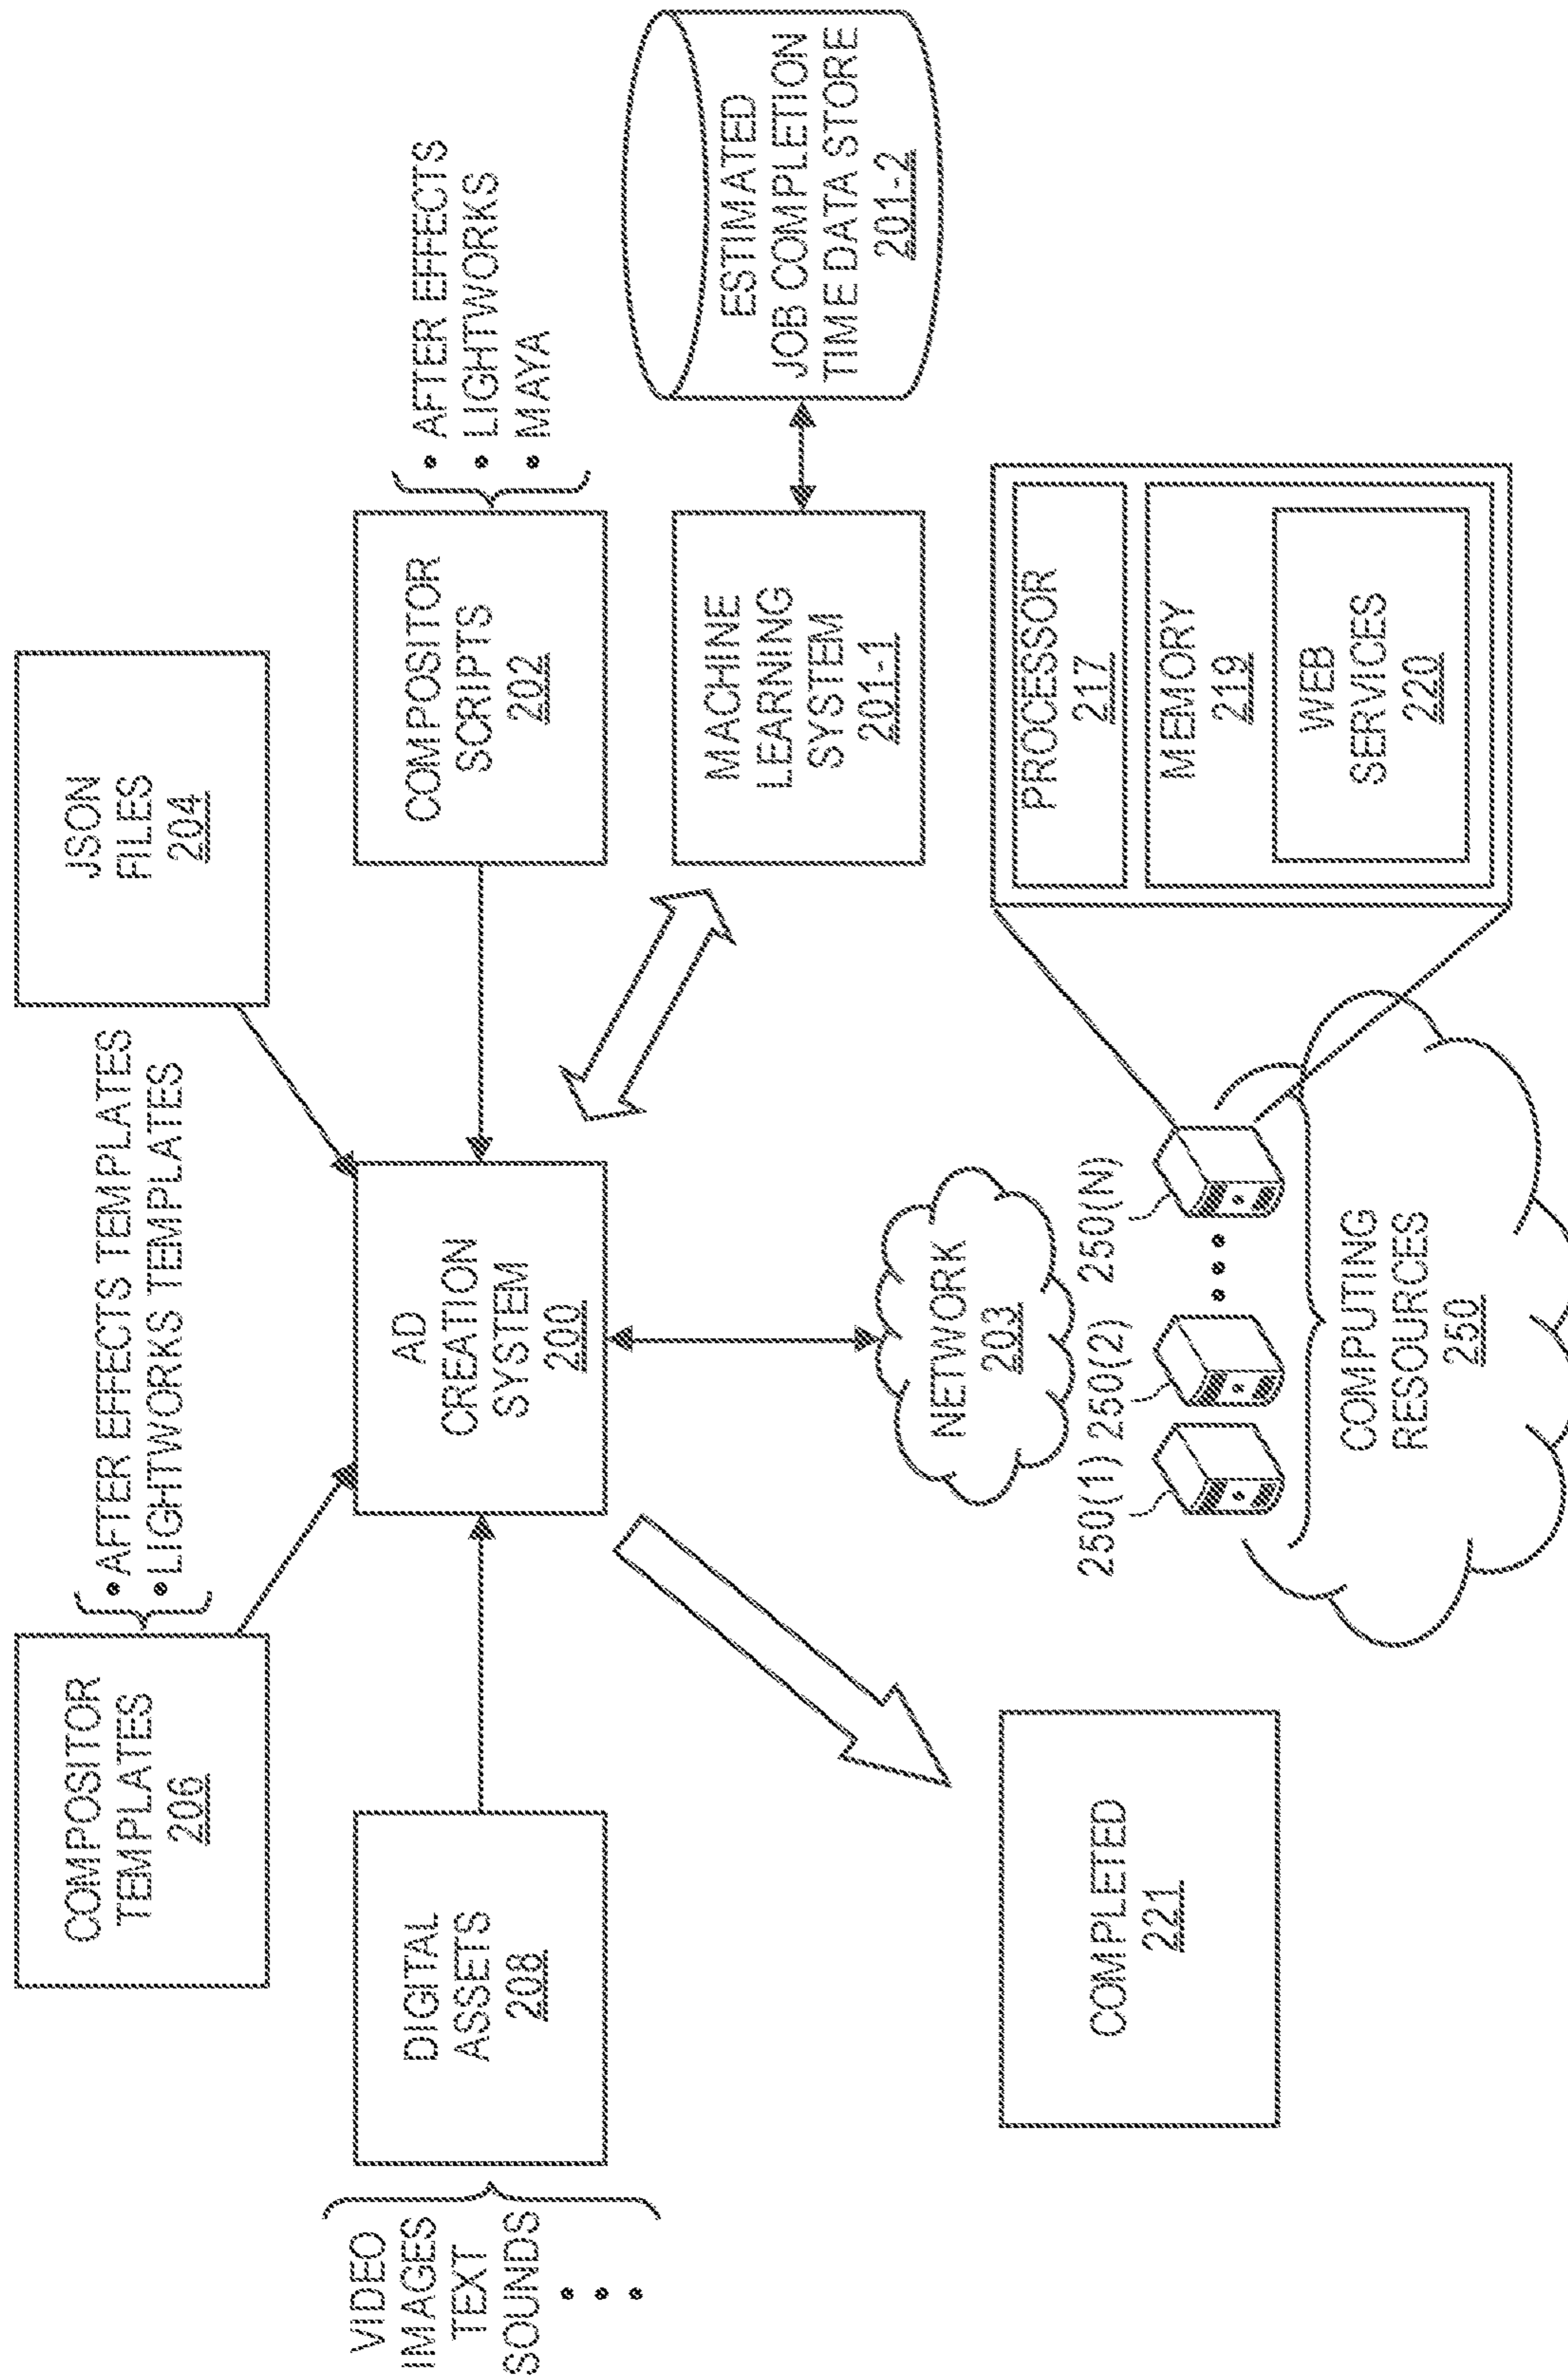 COMPOSITOR
TEMPLATES
206
• AFTER EFFECTS TEMPLATES
• LIGHTWORKS TEMPLATES
JSON
FILES
204
VIDEO
IMAGES
TEXT
SOUNDS
DIGITAL
ASSETS
208
AD
CREATION
SYSTEM
200
COMPOSITOR
SCRIPTS
202
• AFTER EFFECTS
• LIGHTWORKS
• MAYA
MACHINE
LEARNING
SYSTEM
201-1
ESTIMATED
JOB COMPLETION
TIME DATA STORE
201-2
NETWORK
203
COMPLETED
221
250(1)
250(2)
250(N)
COMPUTING
RESOURCES
250
PROCESSOR
217
MEMORY
219
WEB
SERVICES
220